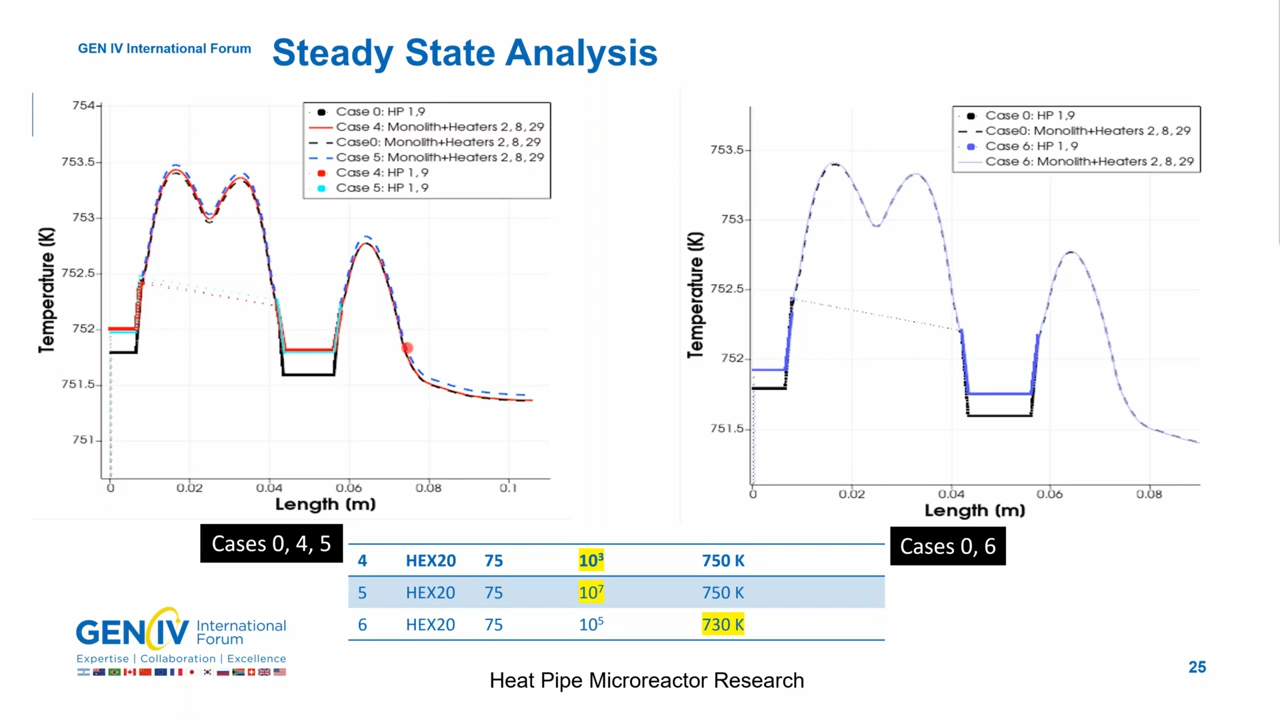 GEN IV International Forum
Steady State Analysis
754
753.5
753
752.5
752
751.5
751
Temperature (K)
Case 0: HP 1,9
Case 4: Monolith+Heaters 2, 8, 29
Case0: Monolith+Heaters 2, 8, 29
Case 5: Monolith+Heaters 2, 8, 29
Case 4: HP 1,9
Case 5: HP 1,9
0 0.02 0.04 0.06 0.08 0.1
Length (m)
753.5
753
752.5
752
751.5
Temperature (K)
Case 0: HP 1,9
Case0: Monolith+Heaters 2, 8, 29
Case 6: HP 1, 9
Case 6: Monolith+Heaters 2, 8, 29
0 0.02 0.04 0.06 0.08
Length (m)
Cases 0, 4, 5
Cases 0, 6
4 HEX20 75 10³ 750 K
5 HEX20 75 10⁷ 750 K
6 HEX20 75 10⁵ 730 K
GEN IV International
Forum
Expertise | Collaboration | Excellence
Heat Pipe Microreactor Research
25